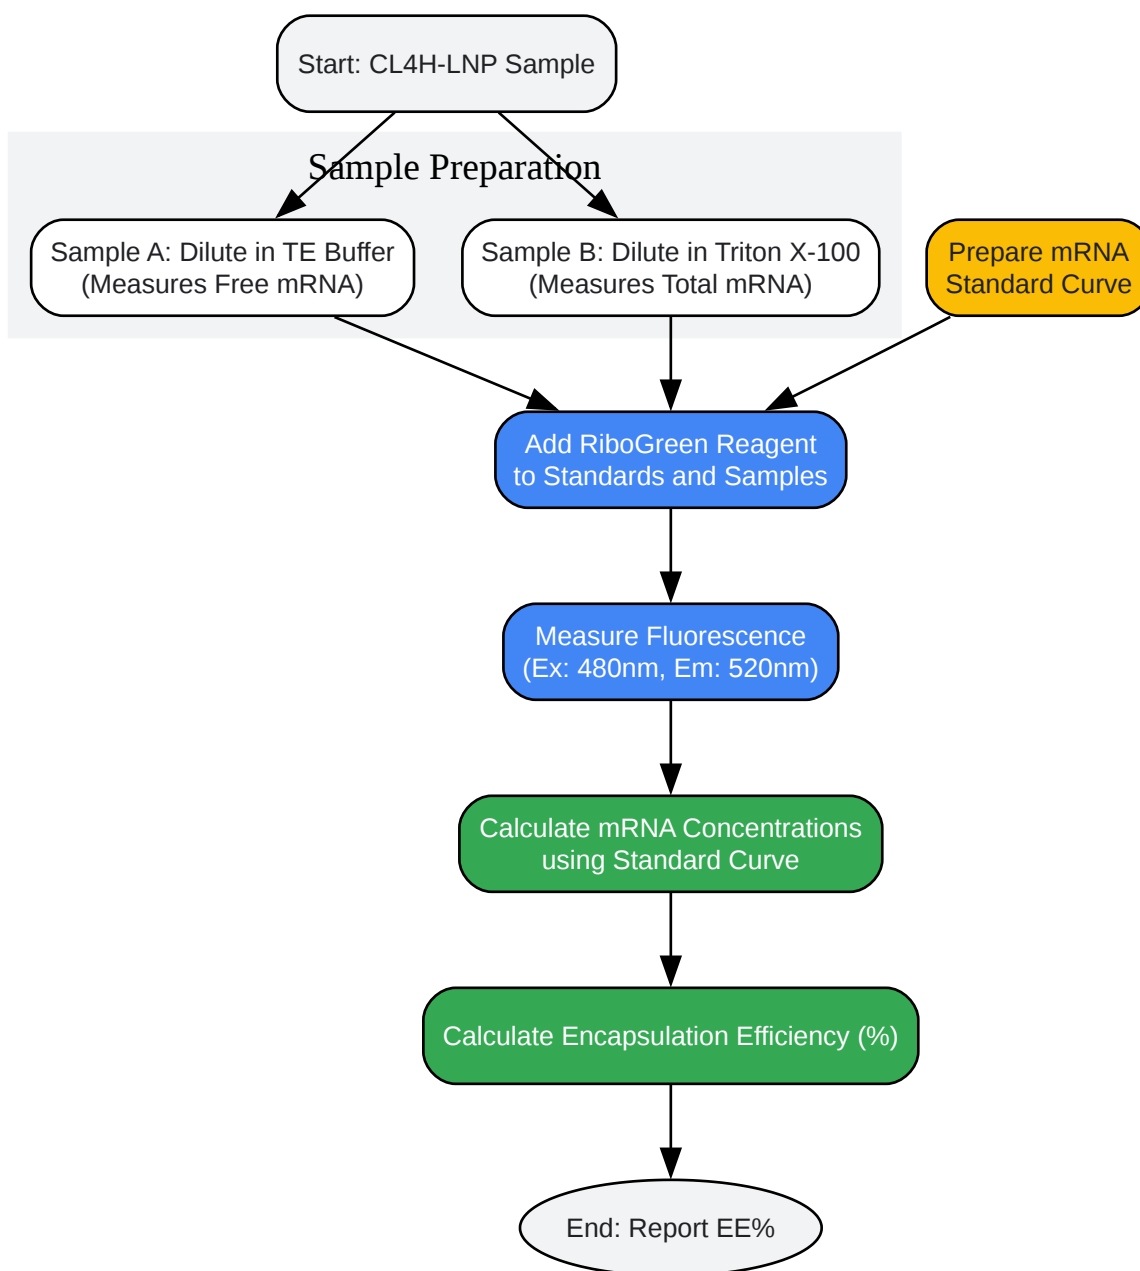 Start: CL4H-LNP Sample
Sample Preparation
Sample A: Dilute in TE Buffer
(Measures Free mRNA)
Sample B: Dilute in Triton X-100
(Measures Total mRNA)
Prepare mRNA
Standard Curve
Add RiboGreen Reagent
to Standards and Samples
Measure Fluorescence
(Ex: 480nm, Em: 520nm)
Calculate mRNA Concentrations
using Standard Curve
Calculate Encapsulation Efficiency (%)
End: Report EE%